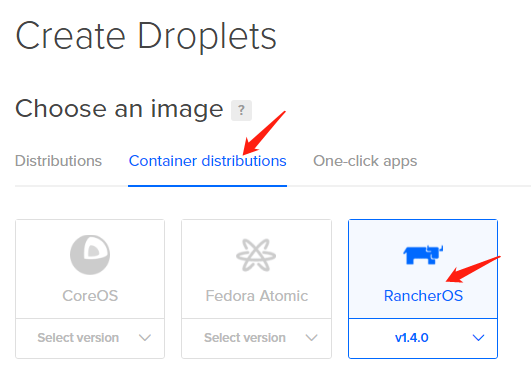 Create Droplets
Choose an image ?
Distributions Container distributions One-click apps
CoreOS Fedora Atomic RancherOS
Select version Select version v1.4.0